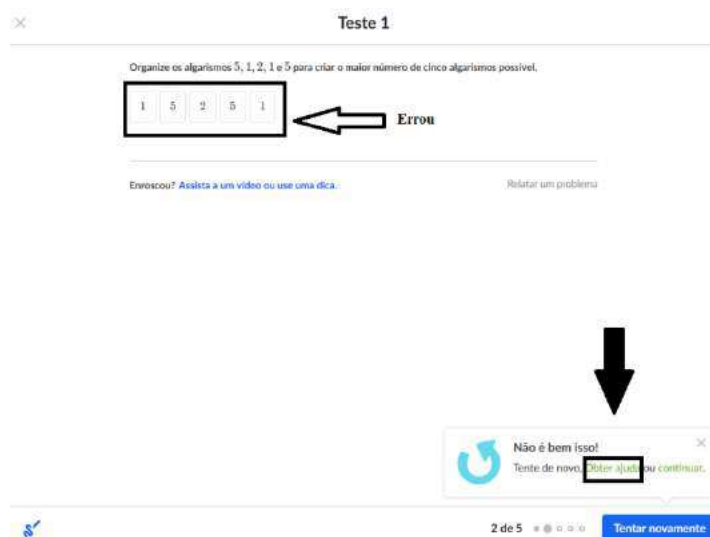 Teste 1
Organize os algarismos 5, 1, 2, 1 e 5 para criar o maior número de cinco algarismos possível.
1 5 2 5 1
Errou
Enroscou? Assista a um vídeo ou use uma dica.
Relatar um problema
Não é bem isso!
Tente de novo, Obter ajuda ou continuar.
2 de 5
Tentar novamente